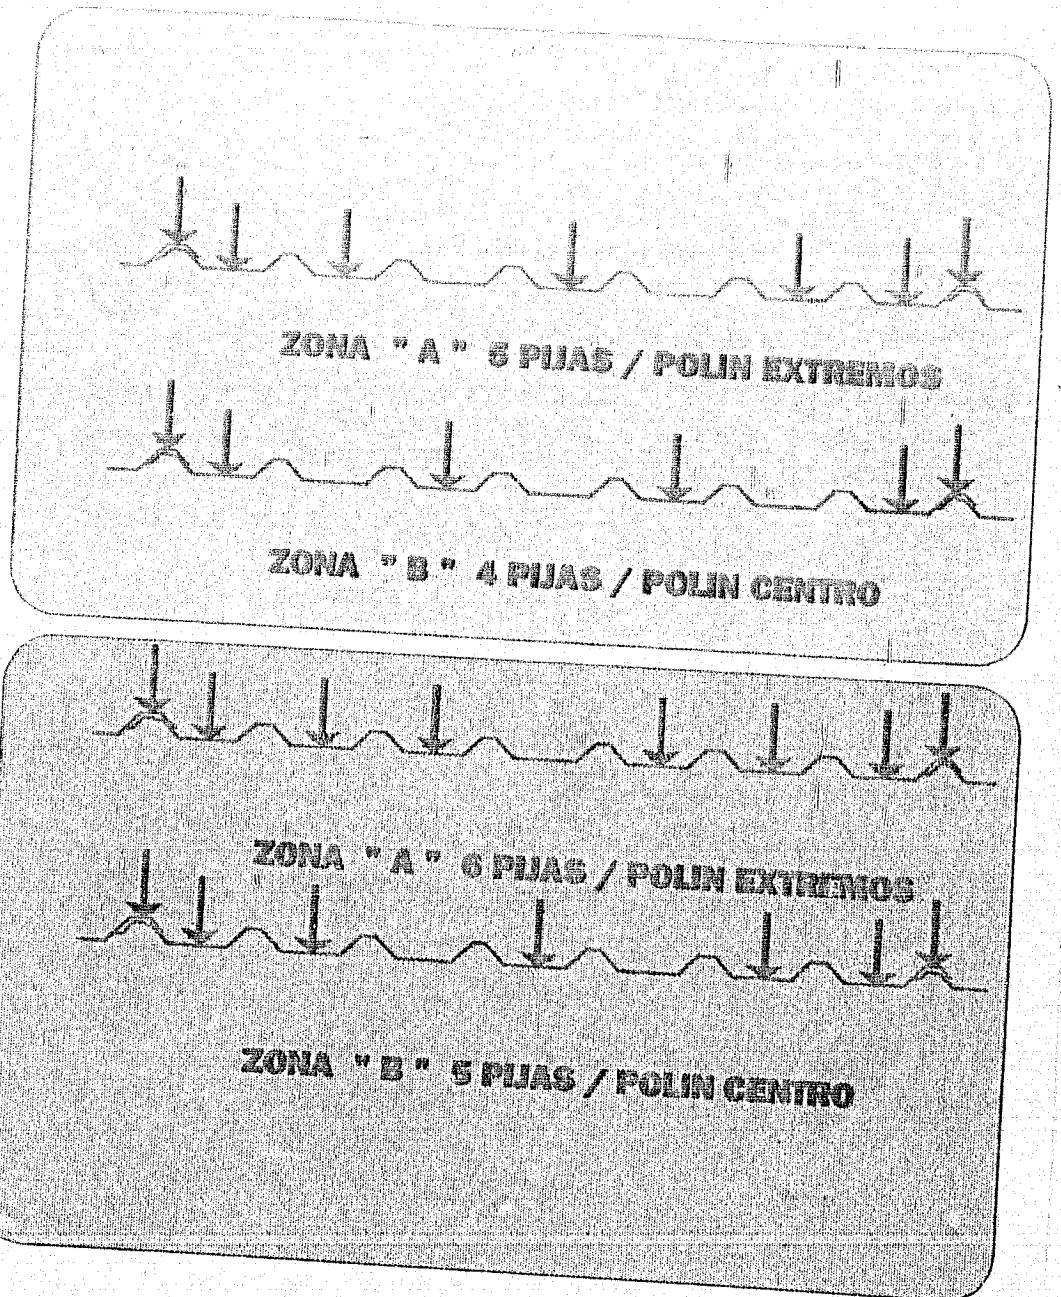 ZONA " A " 5 PIJAS / POLIN EXTREMOS
ZONA " B " 4 PIJAS / POLIN CENTRO
ZONA " A " 6 PIJAS / POLIN EXTREMOS
ZONA " B " 5 PIJAS / POLIN CENTRO